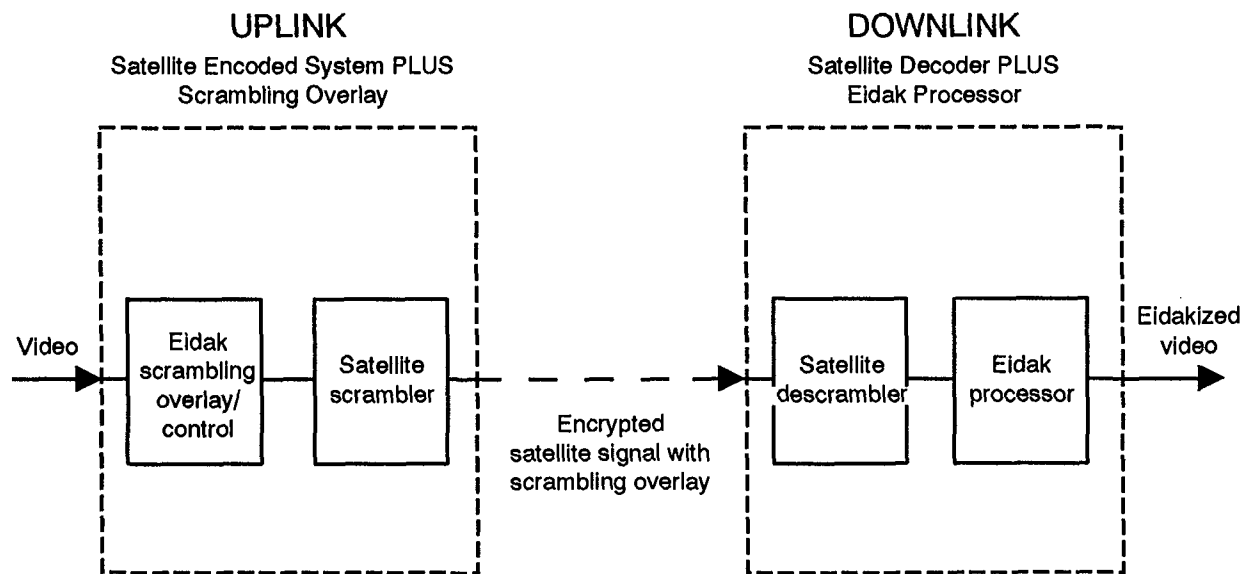 UPLINK
Satellite Encoded System PLUS
Scrambling Overlay
DOWNLINK
Satellite Decoder PLUS
Eidak Processor
Video
Eidak
scrambling
overlay/
control
Satellite
scrambler
Encrypted
satellite signal with
scrambling overlay
Satellite
descrambler
Eidak
processor
Eidakized
video